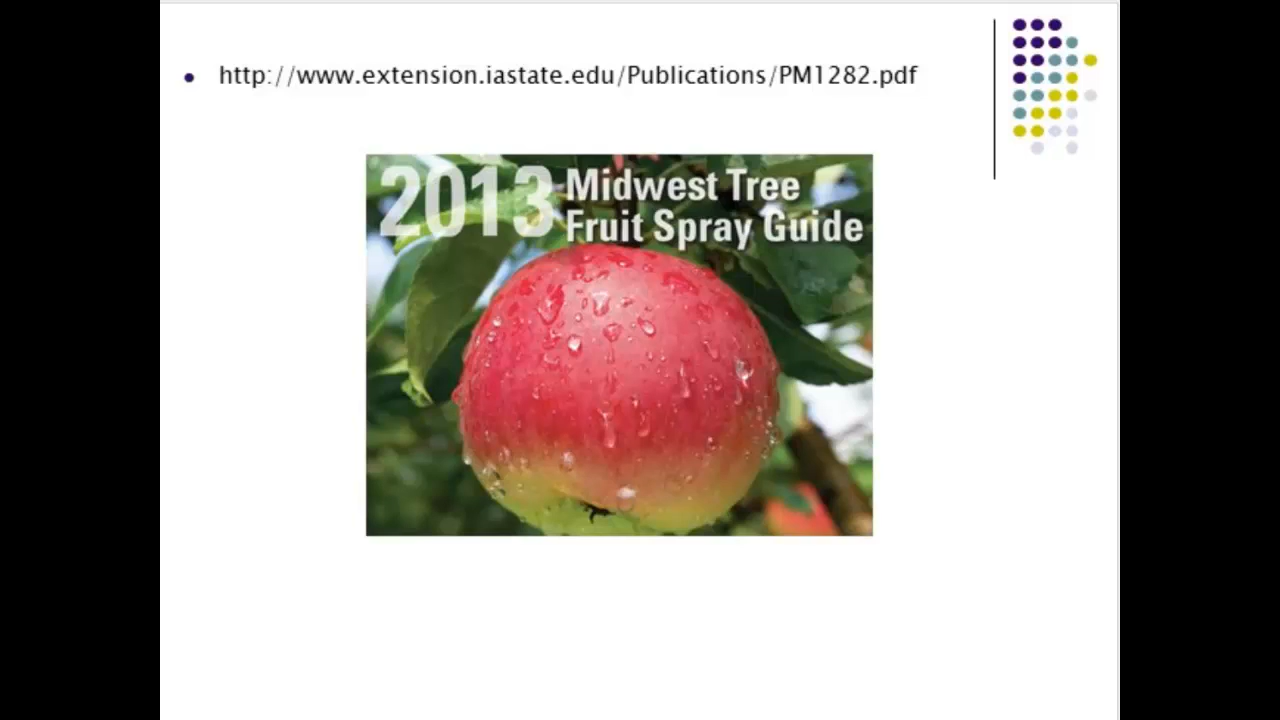 http://www.extension.iastate.edu/Publications/PM1282.pdf
2013 Midwest Tree
Fruit Spray Guide